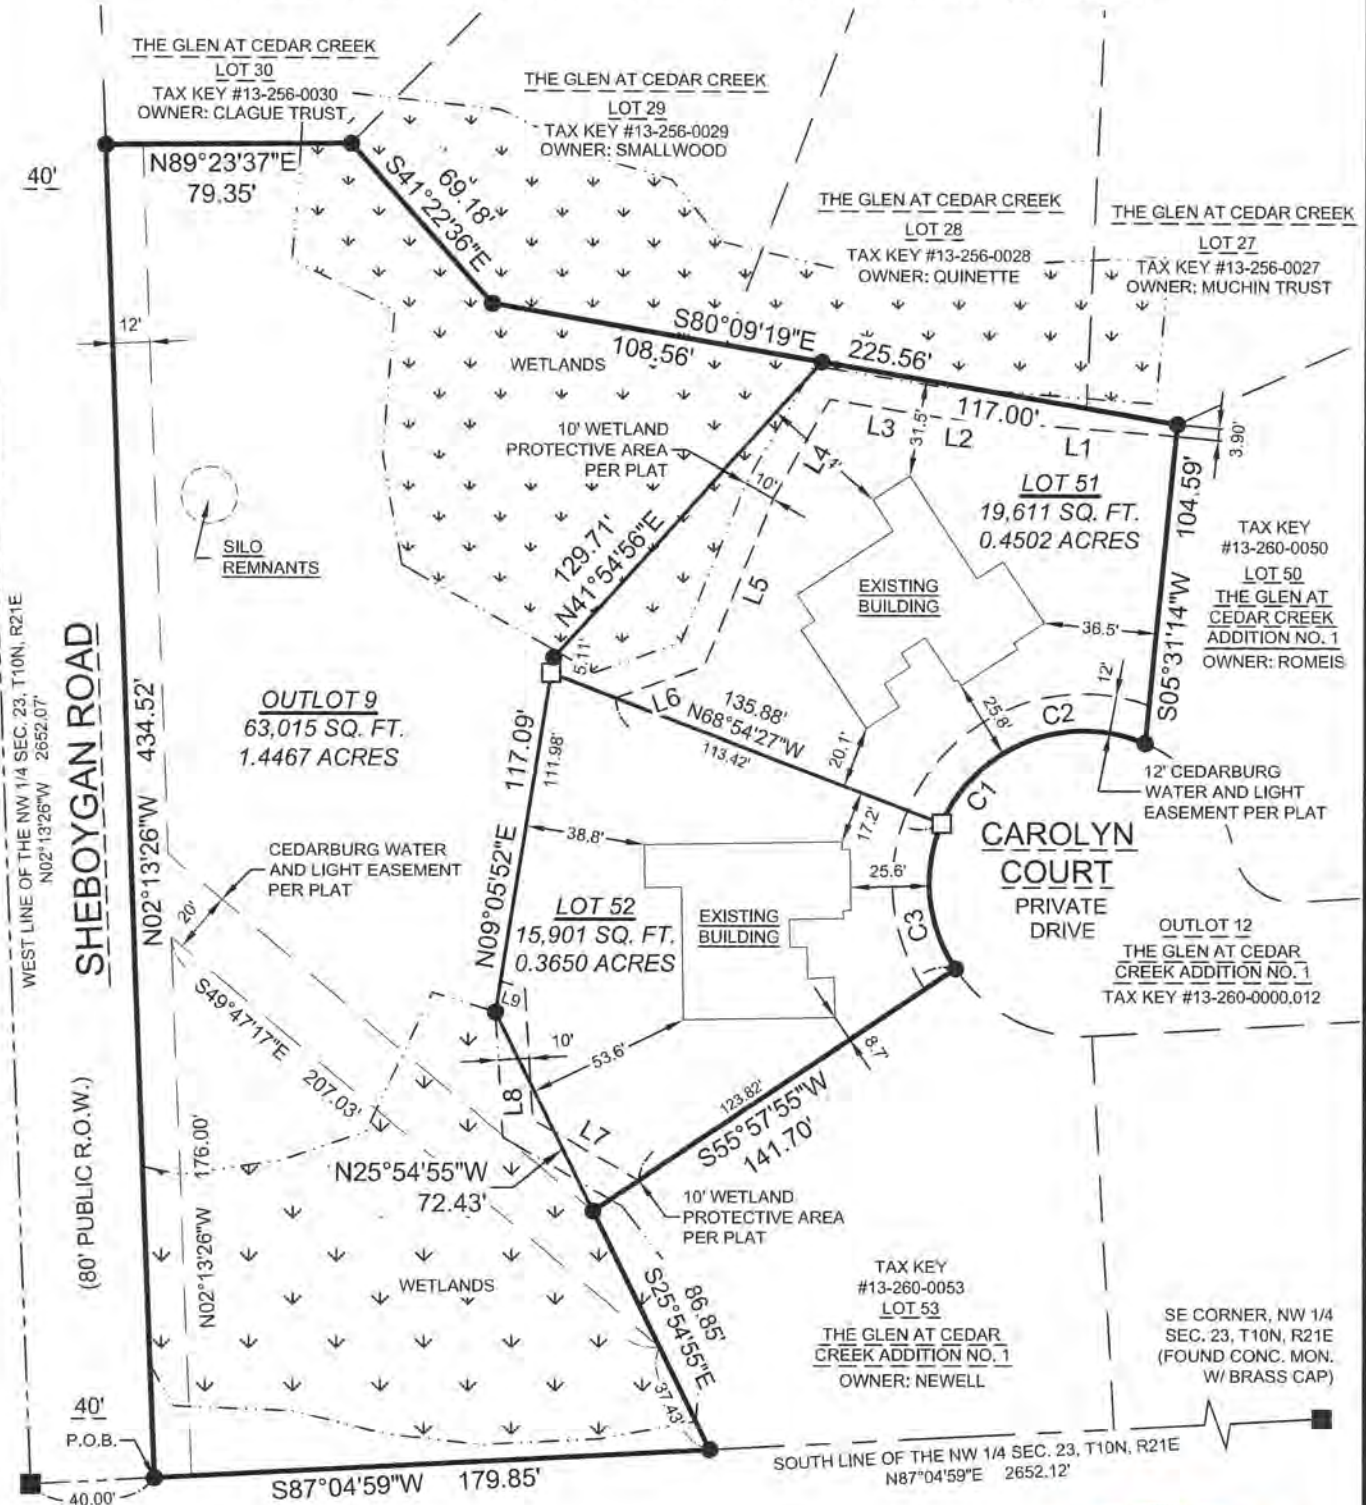 THE GLEN AT CEDAR CREEK
LOT 30
TAX KEY #13-256-0030
OWNER: CLAGUE TRUST
THE GLEN AT CEDAR CREEK
LOT 29
TAX KEY #13-256-0029
OWNER: SMALLWOOD
THE GLEN AT CEDAR CREEK
LOT 28
TAX KEY #13-256-0028
OWNER: QUINETTE
THE GLEN AT CEDAR CREEK
LOT 27
TAX KEY #13-256-0027
OWNER: MUCHIN TRUST
40'
N89°23'37"E
79.35'
69.18'
S41°22'36"E
S80°09'19"E 225.56'
108.56'
117.00'
12'
WETLANDS
10' WETLAND
PROTECTIVE AREA
PER PLAT
10'
L4
L3
31.5'
L2
L1
3.90'
LOT 51
19,611 SQ. FT.
0.4502 ACRES
S05°31'14"W 104.59'
TAX KEY
#13-260-0050
LOT 50
THE GLEN AT
CEDAR CREEK
ADDITION NO. 1
OWNER: ROMEIS
SILO
REMNANTS
129.71'
N41°54'56"E
L5
EXISTING
BUILDING
36.5'
12'
5.11'
L6
135.88'
N68°54'27"W
113.42'
20.1'
25.8'
C2
C1
12' CEDARBURG
WATER AND LIGHT
EASEMENT PER PLAT
WEST LINE OF THE NW 1/4 SEC. 23, T10N, R21E
N02°13'26"W 2652.07'
SHEBOYGAN ROAD
(80' PUBLIC R.O.W.)
N02°13'26"W 434.52'
OUTLOT 9
63,015 SQ. FT.
1.4467 ACRES
N09°05'52"E 117.09'
111.98'
38.8'
17.2'
25.6'
C3
CAROLYN
COURT
PRIVATE
DRIVE
CEDARBURG WATER
AND LIGHT EASEMENT
PER PLAT
20'
LOT 52
15,901 SQ. FT.
0.3650 ACRES
EXISTING
BUILDING
OUTLOT 12
THE GLEN AT CEDAR
CREEK ADDITION NO. 1
TAX KEY #13-260-0000.012
S49°47'17"E 207.03'
L9
10'
L8
53.6'
8.7'
L7
123.82'
S55°57'55"W
141.70'
N25°54'55"W
72.43'
10' WETLAND
PROTECTIVE AREA
PER PLAT
N02°13'26"W 176.00'
WETLANDS
86.85'
S25°54'55"E
37.43'
TAX KEY
#13-260-0053
LOT 53
THE GLEN AT CEDAR
CREEK ADDITION NO. 1
OWNER: NEWELL
SE CORNER, NW 1/4
SEC. 23, T10N, R21E
(FOUND CONC. MON.
W/ BRASS CAP)
40'
P.O.B.
40.00'
S87°04'59"W 179.85'
SOUTH LINE OF THE NW 1/4 SEC. 23, T10N, R21E
N87°04'59"E 2652.12'